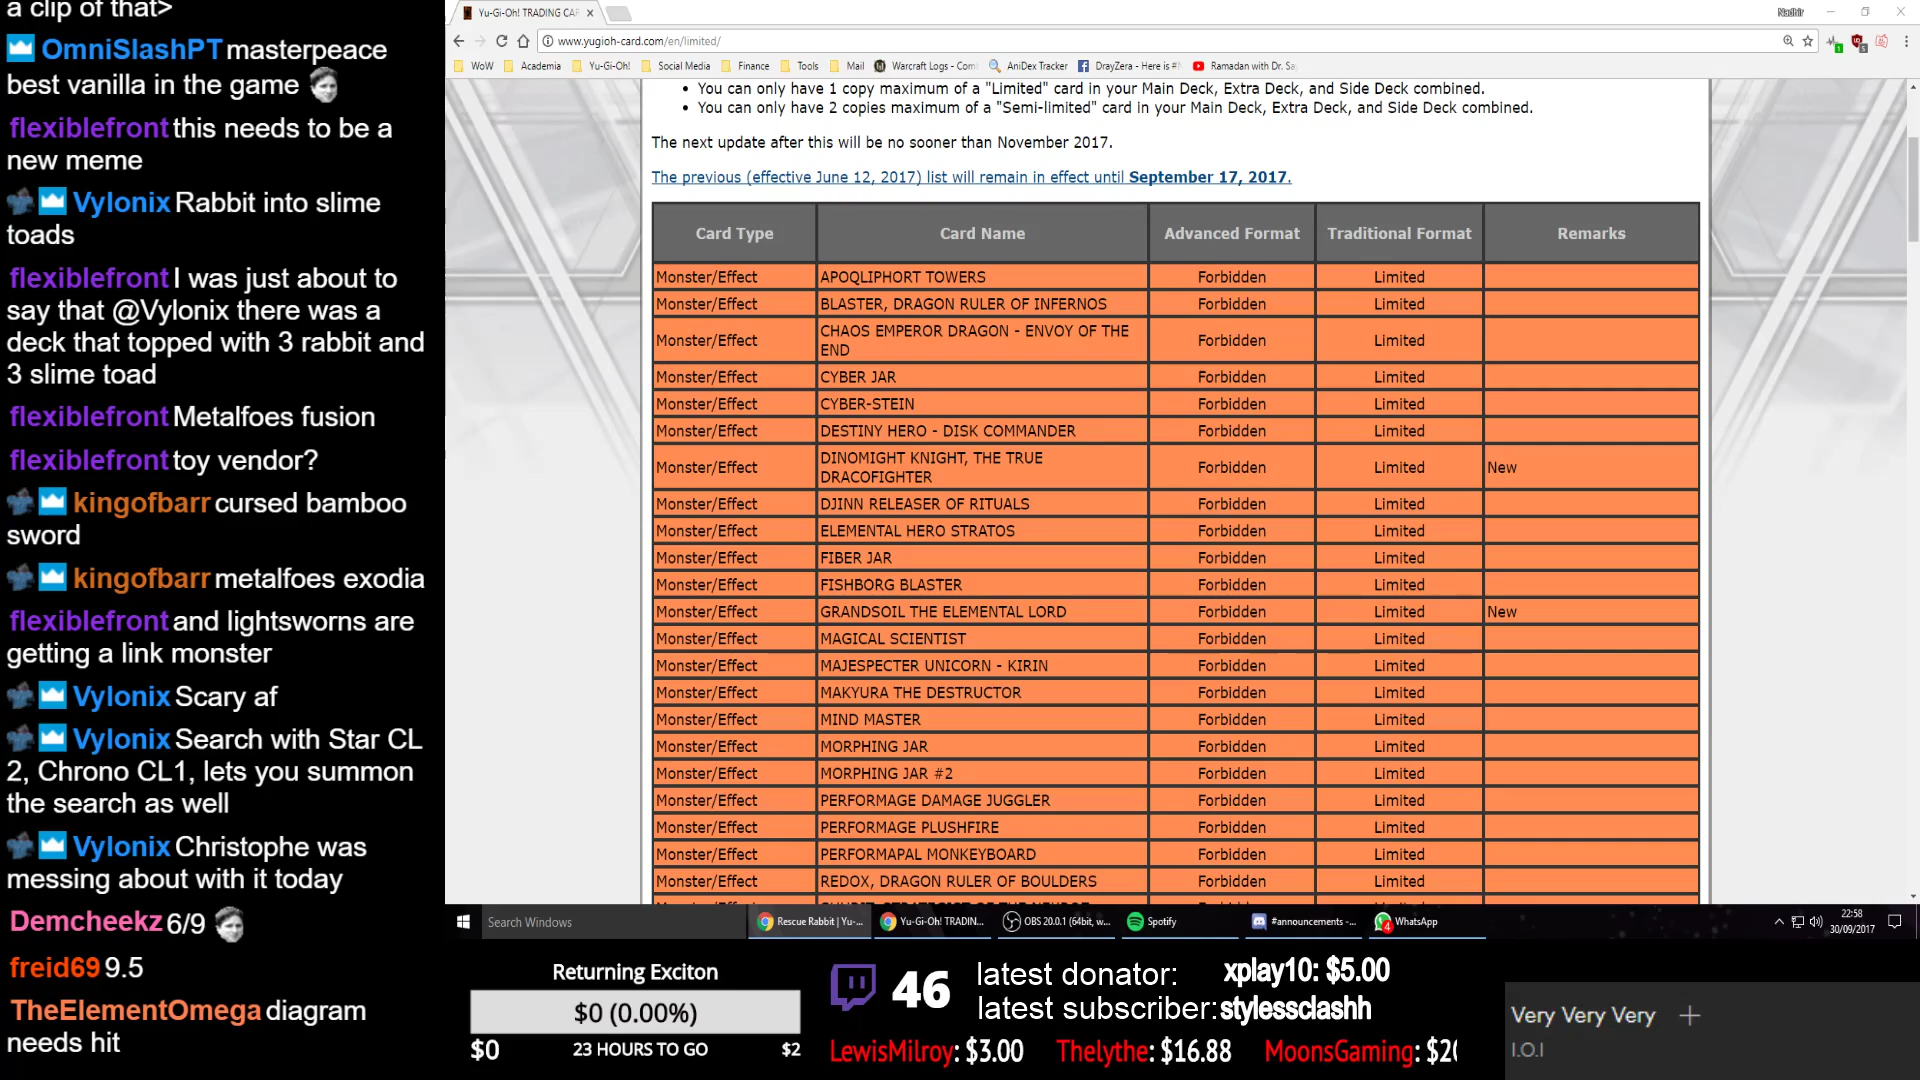 a clip of that>
OmniSlashPT masterpeace
best vanilla in the game
flexiblefront this needs to be a
new meme
Vylonix Rabbit into slime
toads
flexiblefront I was just about to
say that @Vylonix there was a
deck that topped with 3 rabbit and
3 slime toad
flexiblefront Metalfoes fusion
flexiblefront toy vendor?
kingofbarr cursed bamboo
sword
kingofbarr metalfoes exodia
flexiblefront and lightsworns are
getting a link monster
Vylonix Scary af
Vylonix Search with Star CL
2, Chrono CL1, lets you summon
the search as well
Vylonix Christophe was
messing about with it today
Demcheekz 6/9
freid69 9.5
TheElementOmega diagram
needs hit
Yu-Gi-Oh! TRADING CAR
Nadhir
www.yugioh-card.com/en/limited/
WoW Academia Yu-Gi-Oh! Social Media Finance Tools Mail Warcraft Logs - Com AniDex Tracker DrayZera - Here is #1 Ramadan with Dr. Sa
• You can only have 1 copy maximum of a "Limited" card in your Main Deck, Extra Deck, and Side Deck combined.
• You can only have 2 copies maximum of a "Semi-limited" card in your Main Deck, Extra Deck, and Side Deck combined.
The next update after this will be no sooner than November 2017.
The previous (effective June 12, 2017) list will remain in effect until September 17, 2017.
Card Type Card Name Advanced Format Traditional Format Remarks
Monster/Effect APOQLIPHORT TOWERS Forbidden Limited
Monster/Effect BLASTER, DRAGON RULER OF INFERNOS Forbidden Limited
Monster/Effect CHAOS EMPEROR DRAGON - ENVOY OF THE
END Forbidden Limited
Monster/Effect CYBER JAR Forbidden Limited
Monster/Effect CYBER-STEIN Forbidden Limited
Monster/Effect DESTINY HERO - DISK COMMANDER Forbidden Limited
Monster/Effect DINOMIGHT KNIGHT, THE TRUE
DRACOFIGHTER Forbidden Limited New
Monster/Effect DJINN RELEASER OF RITUALS Forbidden Limited
Monster/Effect ELEMENTAL HERO STRATOS Forbidden Limited
Monster/Effect FIBER JAR Forbidden Limited
Monster/Effect FISHBORG BLASTER Forbidden Limited
Monster/Effect GRANDSOIL THE ELEMENTAL LORD Forbidden Limited New
Monster/Effect MAGICAL SCIENTIST Forbidden Limited
Monster/Effect MAJESPECTER UNICORN - KIRIN Forbidden Limited
Monster/Effect MAKYURA THE DESTRUCTOR Forbidden Limited
Monster/Effect MIND MASTER Forbidden Limited
Monster/Effect MORPHING JAR Forbidden Limited
Monster/Effect MORPHING JAR #2 Forbidden Limited
Monster/Effect PERFORMAGE DAMAGE JUGGLER Forbidden Limited
Monster/Effect PERFORMAGE PLUSHFIRE Forbidden Limited
Monster/Effect PERFORMAPAL MONKEYBOARD Forbidden Limited
Monster/Effect REDOX, DRAGON RULER OF BOULDERS Forbidden Limited
Search Windows
Rescue Rabbit | Yu-... Yu-Gi-Oh! TRADIN... OBS 20.0.1 (64bit, w... Spotify #announcements -... 4 WhatsApp
22:58
30/09/2017
Returning Exciton
$0 (0.00%)
$0 23 HOURS TO GO $2
46
latest donator: xplay10: $5.00
latest subscriber: stylessclashh
LewisMilroy: $3.00 Thelythe: $16.88 MoonsGaming: $20
Very Very Very
I.O.I